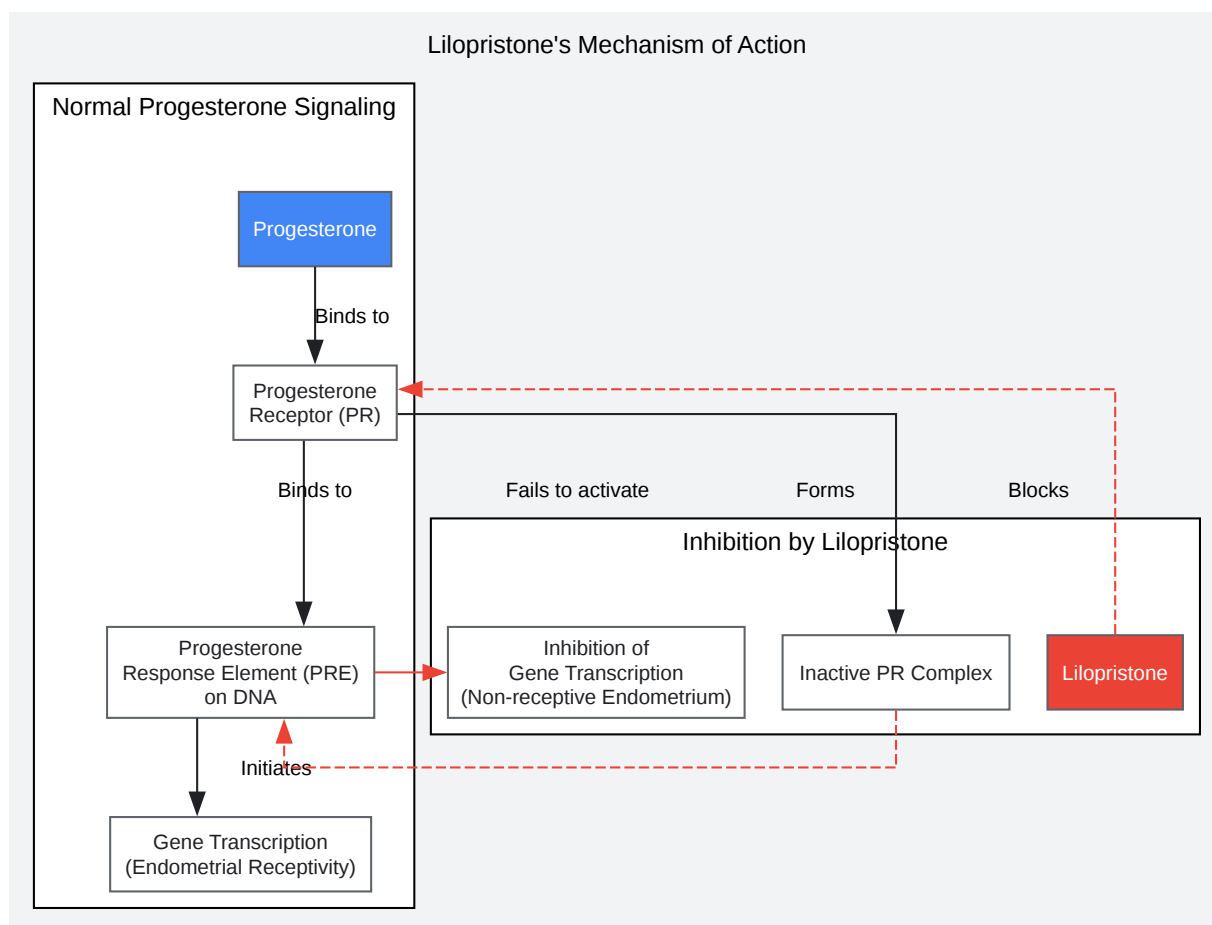 Lilopristone's Mechanism of Action
Normal Progesterone Signaling
Progesterone
Binds to
Progesterone
Receptor (PR)
Binds to
Fails to activate
Forms
Blocks
Inhibition by Lilopristone
Progesterone
Response Element (PRE)
on DNA
Inhibition of
Gene Transcription
(Non-receptive Endometrium)
Inactive PR Complex
Lilopristone
Initiates
Gene Transcription
(Endometrial Receptivity)